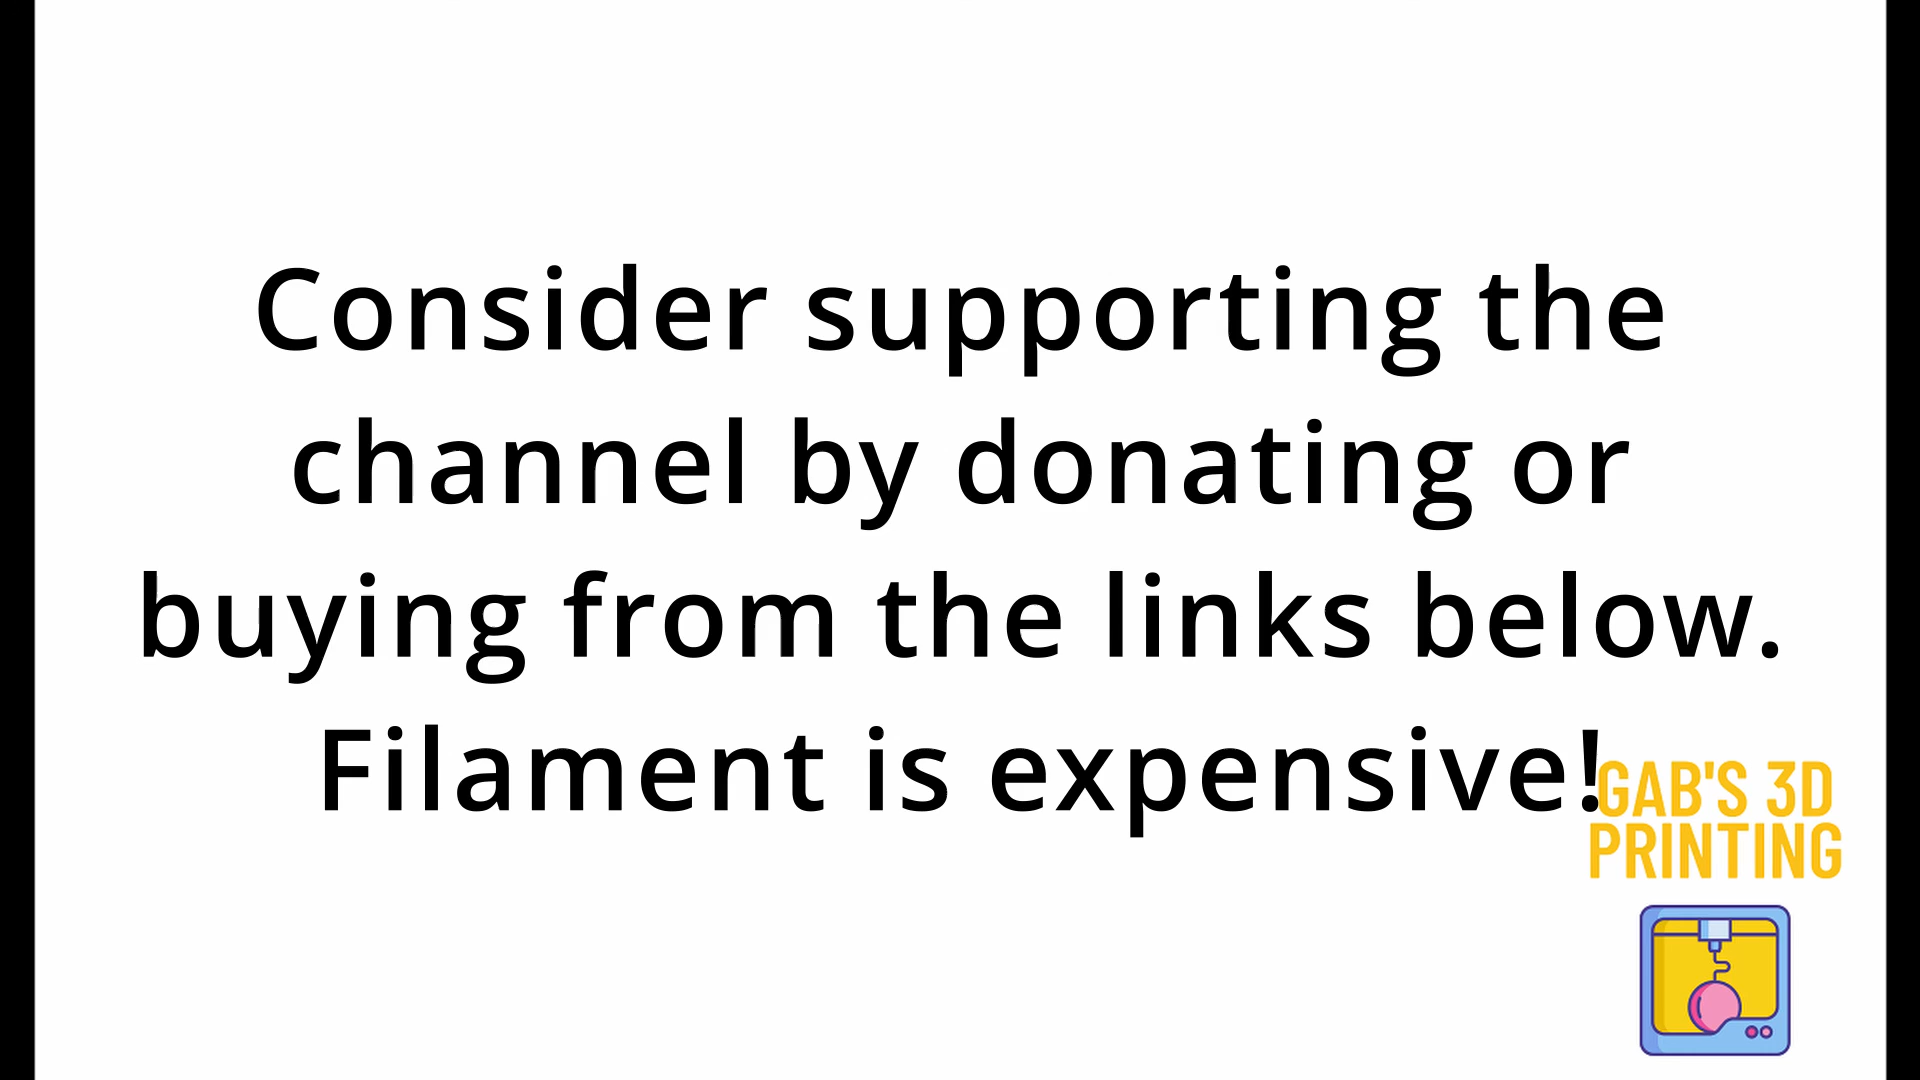 Consider supporting the
channel by donating or
buying from the links below.
Filament is expensive!
GAB'S 3D
PRINTING